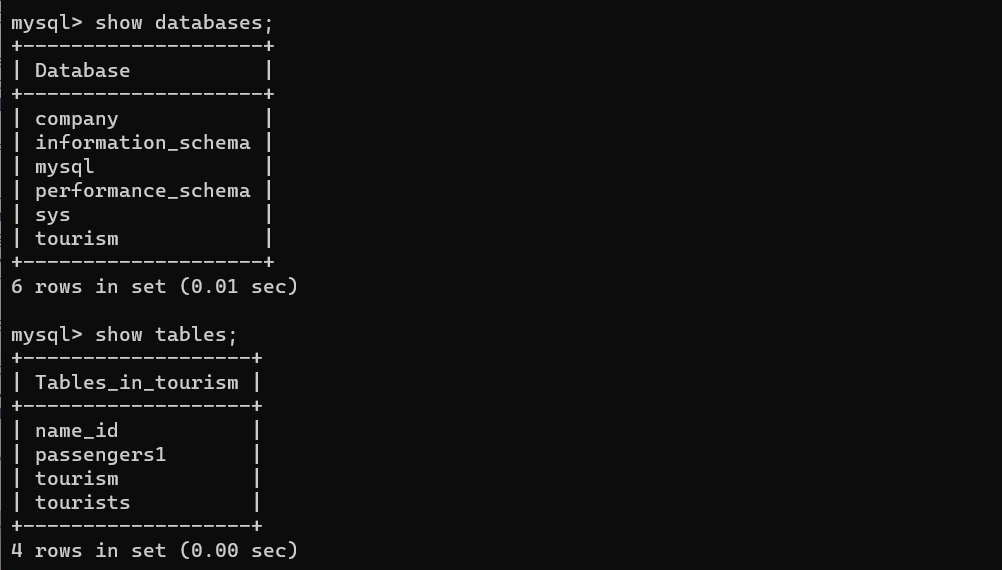 mysql> show databases;
+--------------------+
| Database           |
+--------------------+
| company            |
| information_schema |
| mysql              |
| performance_schema |
| sys                |
| tourism            |
+--------------------+
6 rows in set (0.01 sec)

mysql> show tables;
+-------------------+
| Tables_in_tourism |
+-------------------+
| name_id           |
| passengers1       |
| tourism           |
| tourists          |
+-------------------+
4 rows in set (0.00 sec)